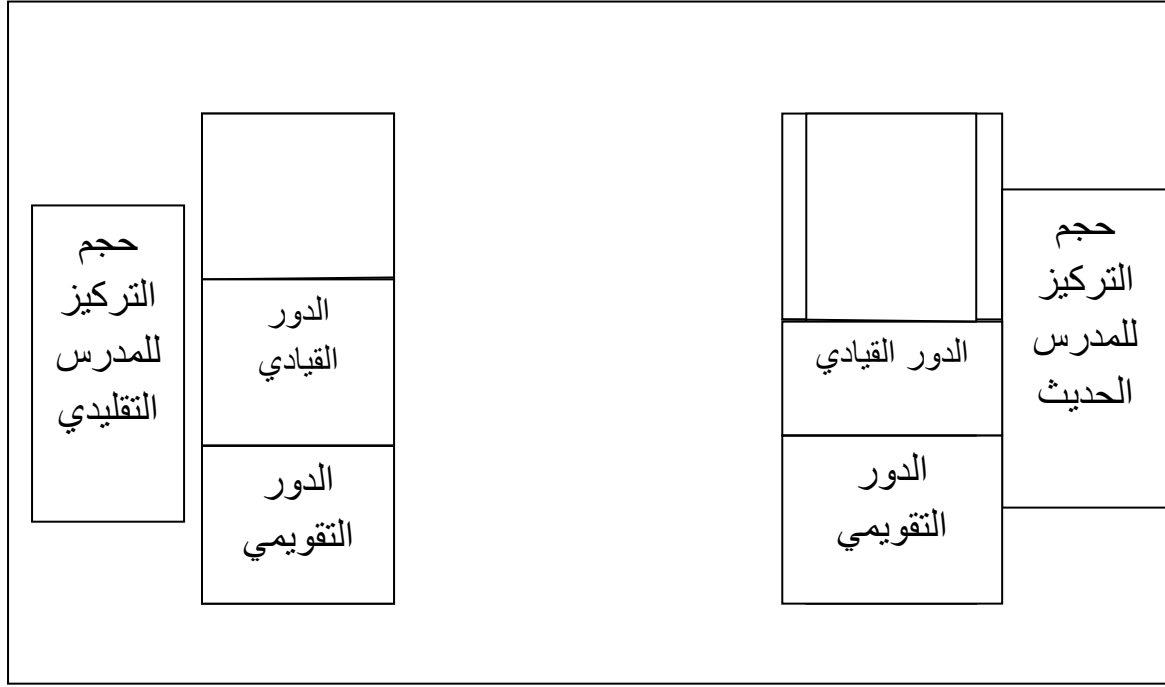 حجم
التركيز
للمدرس
الحديث
الدور القيادي
الدور
التقويمي
الدور
القيادي
الدور
التقويمي
حجم
التركيز
للمدرس
التقليدي